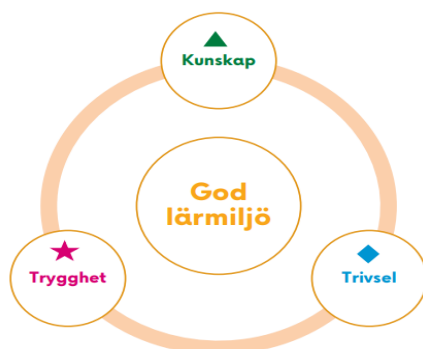 Kunskap
God
lärmiljö
Trygghet
Trivsel